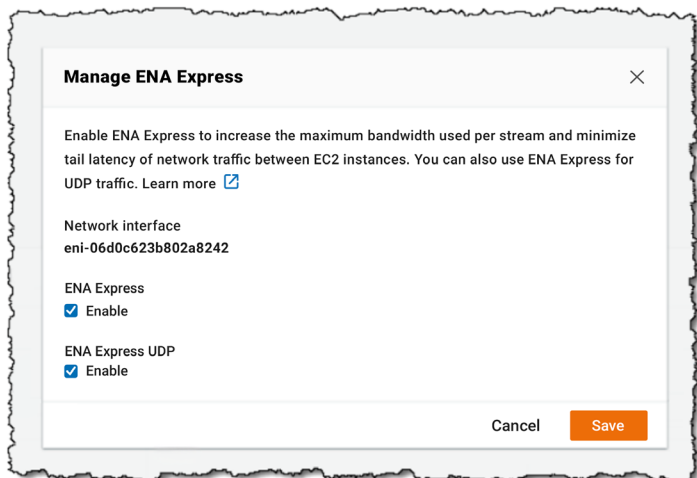 Manage ENA Express
Enable ENA Express to increase the maximum bandwidth used per stream and minimize
tail latency of network traffic between EC2 instances. You can also use ENA Express for
UDP traffic. Learn more
Network interface
eni-06d0c623b802a8242
ENA Express
Enable
ENA Express UDP
Enable
Cancel
Save